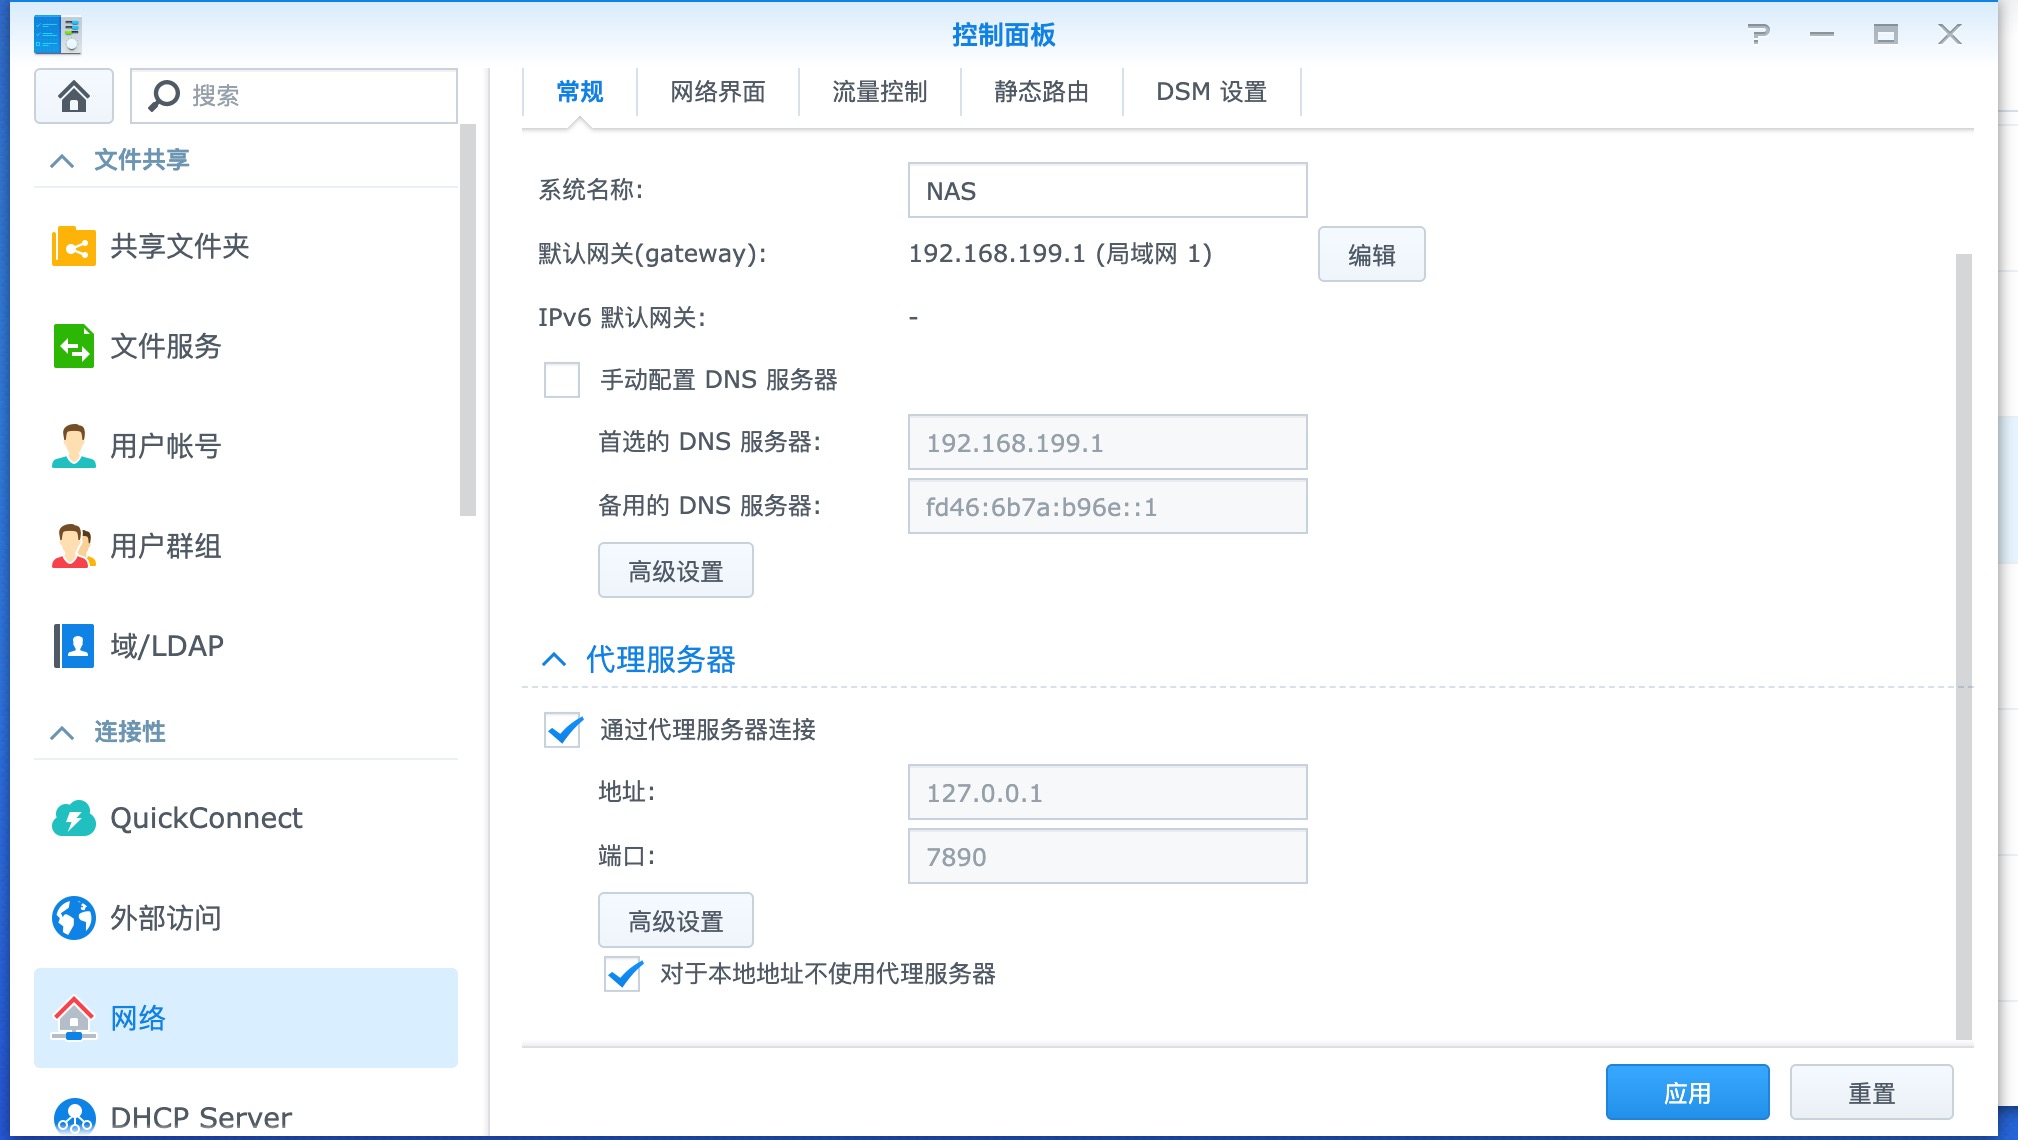 控制面板
搜索
文件共享
共享文件夹
文件服务
用户帐号
用户群组
域/LDAP
连接性
QuickConnect
外部访问
网络
DHCP Server
常规
网络界面
流量控制
静态路由
DSM 设置
系统名称:
NAS
默认网关(gateway):
192.168.199.1 (局域网 1)
编辑
IPv6 默认网关:
-
手动配置 DNS 服务器
首选的 DNS 服务器:
192.168.199.1
备用的 DNS 服务器:
fd46:6b7a:b96e::1
高级设置
代理服务器
通过代理服务器连接
地址:
127.0.0.1
端口:
7890
高级设置
对于本地地址不使用代理服务器
应用
重置